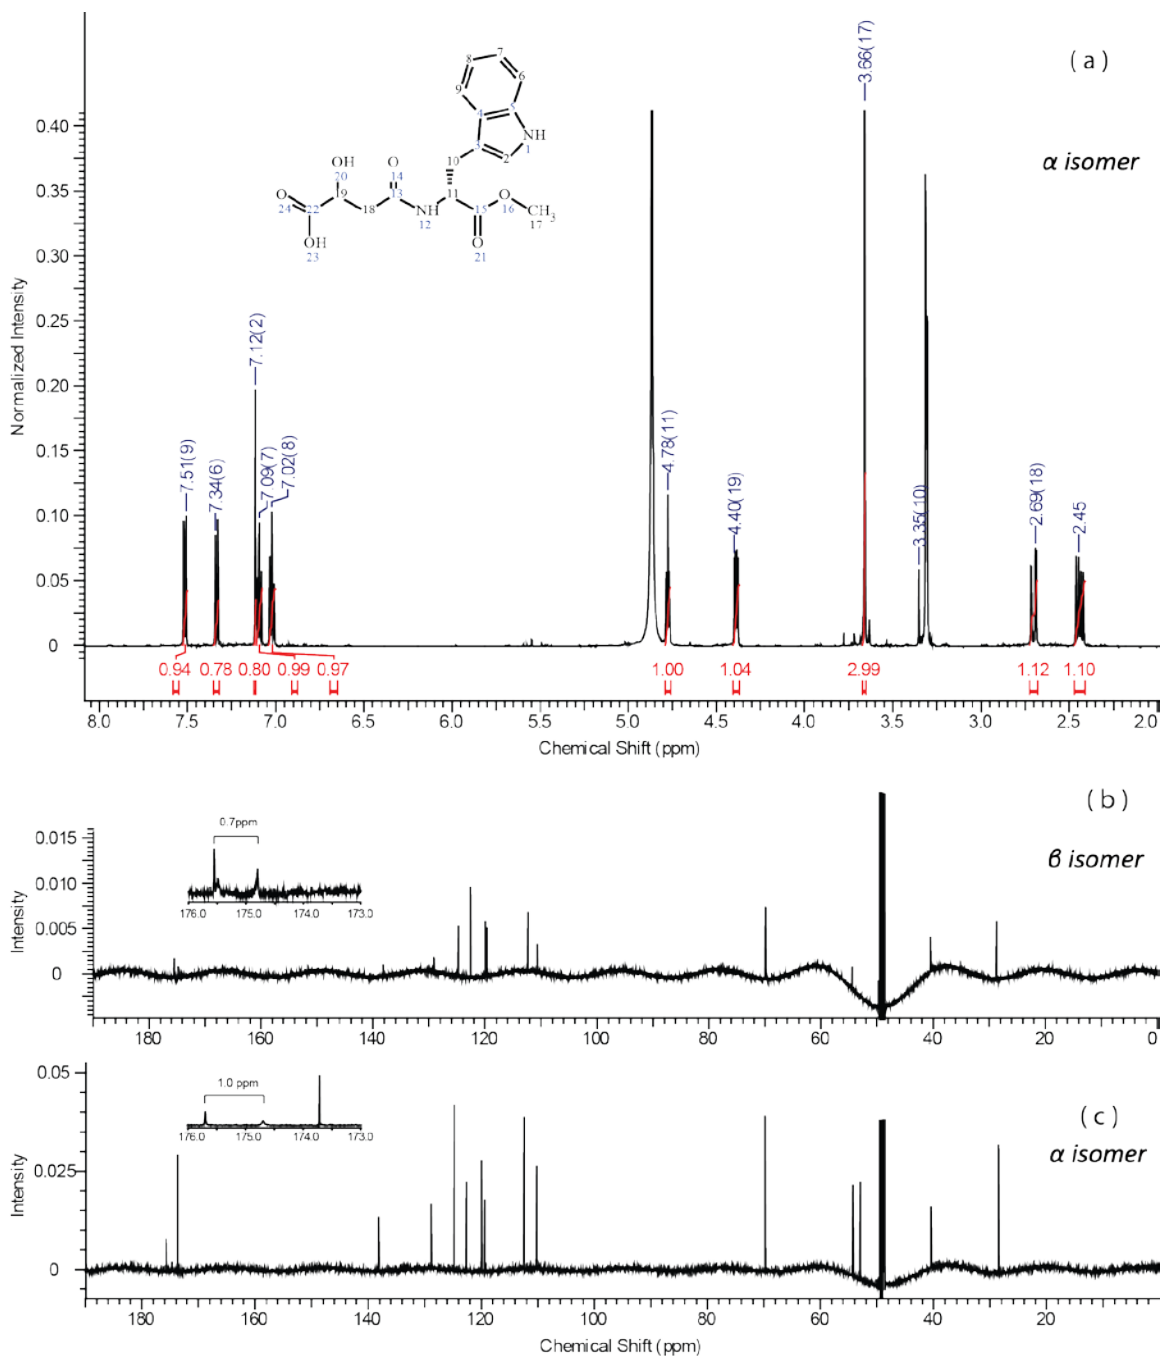 (a)
α isomer
3.66(17)
7.12(2)
7.51(9)
7.34(6)
7.09(7)
7.02(8)
4.78(11)
4.40(19)
3.35(10)
2.69(18)
2.45
8
7
9
6
4
5
NH
1
3
2
10
OH
20
O
14
O
24
22
19
18
13
NH
12
11
15
O
16
CH3
17
OH
23
O
21
Normalized Intensity
0.40
0.35
0.30
0.25
0.20
0.15
0.10
0.05
0
0.94 0.78 0.80 0.99 0.97 1.00 1.04 2.99 1.12 1.10
8.0 7.5 7.0 6.5 6.0 5.5 5.0 4.5 4.0 3.5 3.0 2.5 2.0
Chemical Shift (ppm)
(b)
β isomer
0.7ppm
176.0 175.0 174.0 173.0
Intensity
0.015
0.010
0.005
0
180 160 140 120 100 80 60 40 20 0
(c)
α isomer
1.0 ppm
176.0 175.0 174.0 173.0
Intensity
0.05
0.025
0
180 160 140 120 100 80 60 40 20
Chemical Shift (ppm)